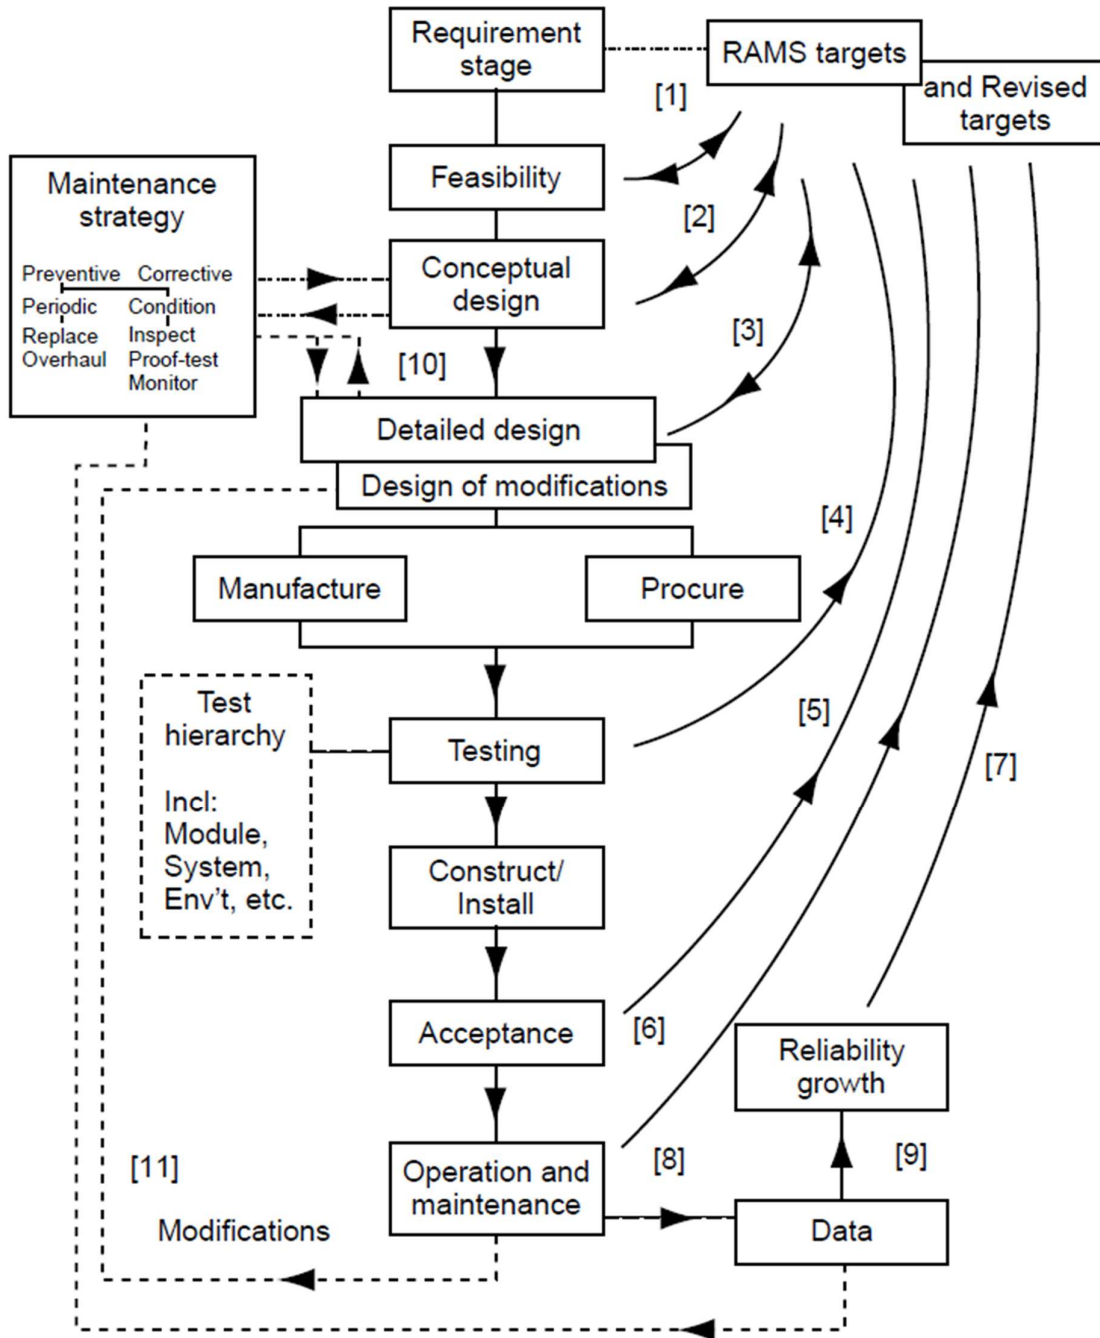 Requirement
stage
RAMS targets
and Revised
targets
[1]
Feasibility
Maintenance
strategy
Preventive Corrective
Periodic Condition
Replace Inspect
Overhaul Proof-test
Monitor
[2]
Conceptual
design
[3]
[10]
Detailed design
Design of modifications
[4]
Manufacture
Procure
Test
hierarchy
Incl:
Module,
System,
Env't, etc.
Testing
[5]
[7]
Construct/
Install
Acceptance
[6]
Reliability
growth
[11]
Operation and
maintenance
[8]
[9]
Data
Modifications